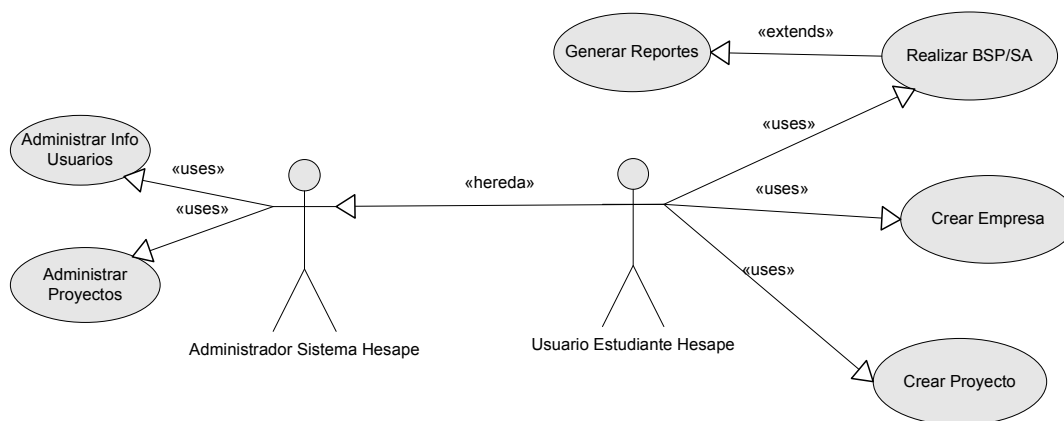 «extends»
Generar Reportes
Realizar BSP/SA
Administrar Info
Usuarios
«uses»
«uses»
«hereda»
«uses»
«uses»
Crear Empresa
Administrar
Proyectos
«uses»
Administrador Sistema Hesape
Usuario Estudiante Hesape
Crear Proyecto